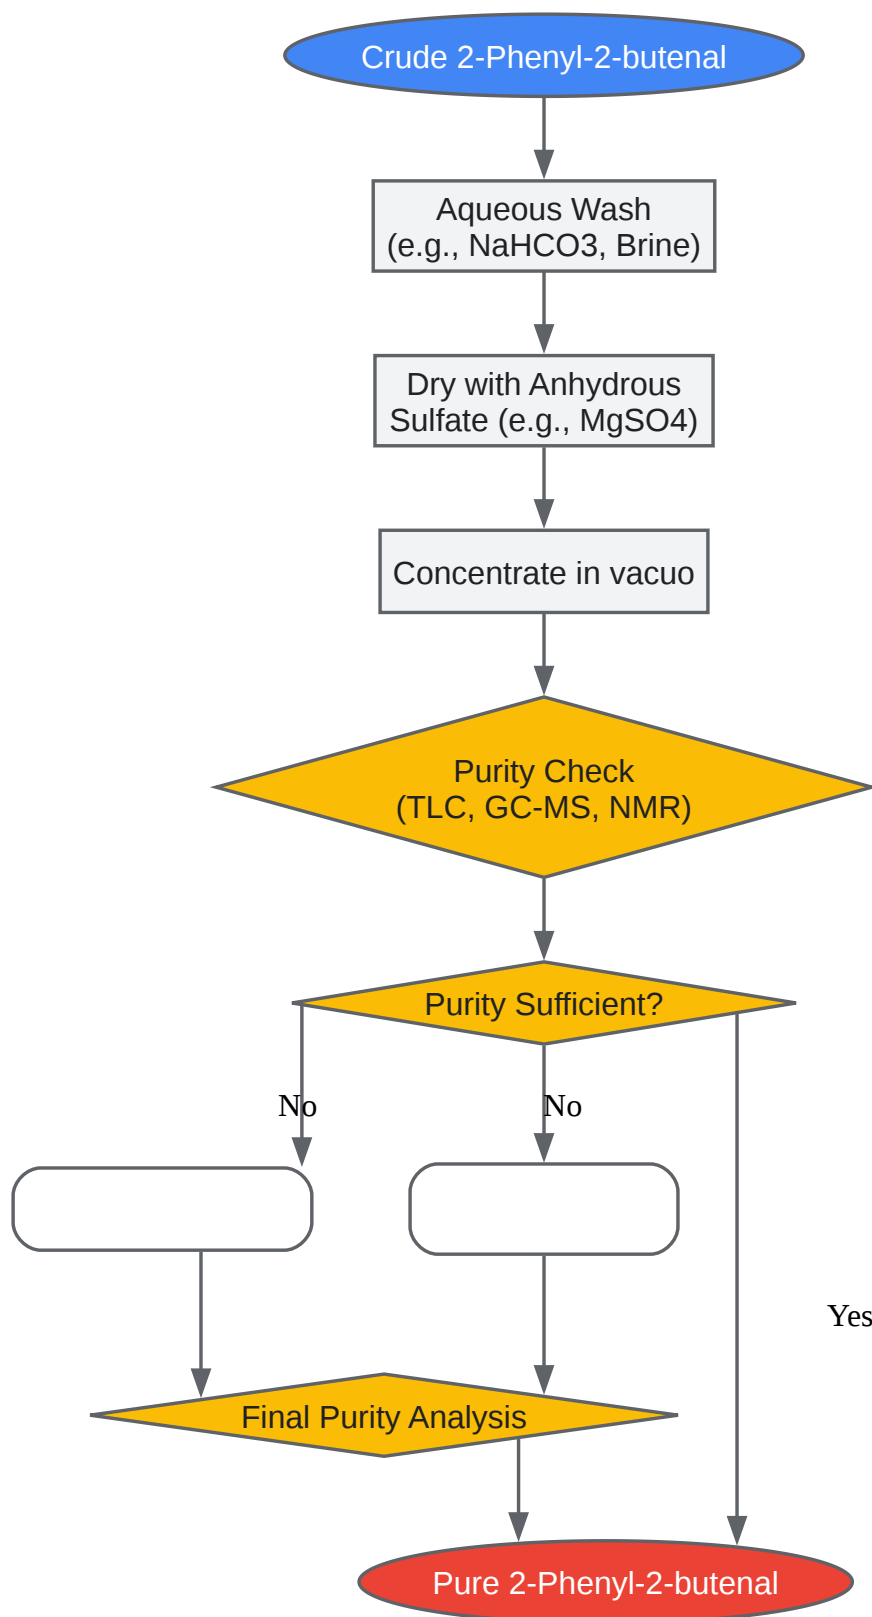 Crude 2-Phenyl-2-butenal
Aqueous Wash
(e.g., NaHCO3, Brine)
Dry with Anhydrous
Sulfate (e.g., MgSO4)
Concentrate in vacuo
Purity Check
(TLC, GC-MS, NMR)
Purity Sufficient?
No
No
Yes
Final Purity Analysis
Pure 2-Phenyl-2-butenal